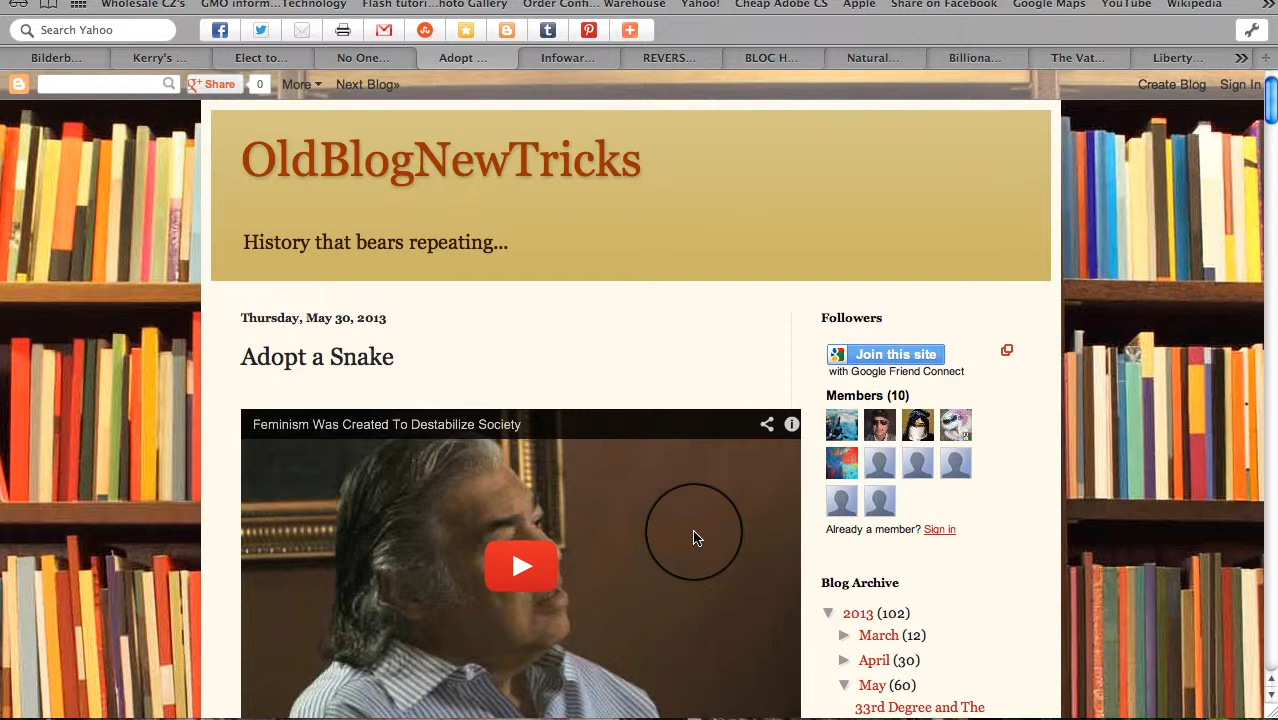 Wholesale CZ's GMO inform...Technology Flash tutori...hoto Gallery Order Conf... Warehouse Yahoo! Cheap Adobe CS Apple Share on Facebook Google Maps YouTube Wikipedia
Search Yahoo
Bilderb... Kerry's ... Elect to... No One... Adopt ... Infowar... REVERS... BLOC H... Natural... Billiona... The Vat... Liberty...
Share 0 More Next Blog» Create Blog Sign In
OldBlogNewTricks
History that bears repeating...
Thursday, May 30, 2013
Adopt a Snake
Feminism Was Created To Destabilize Society
Followers
Join this site
with Google Friend Connect
Members (10)
Already a member? Sign in
Blog Archive
▼ 2013 (102)
► March (12)
► April (30)
▼ May (60)
33rd Degree and The